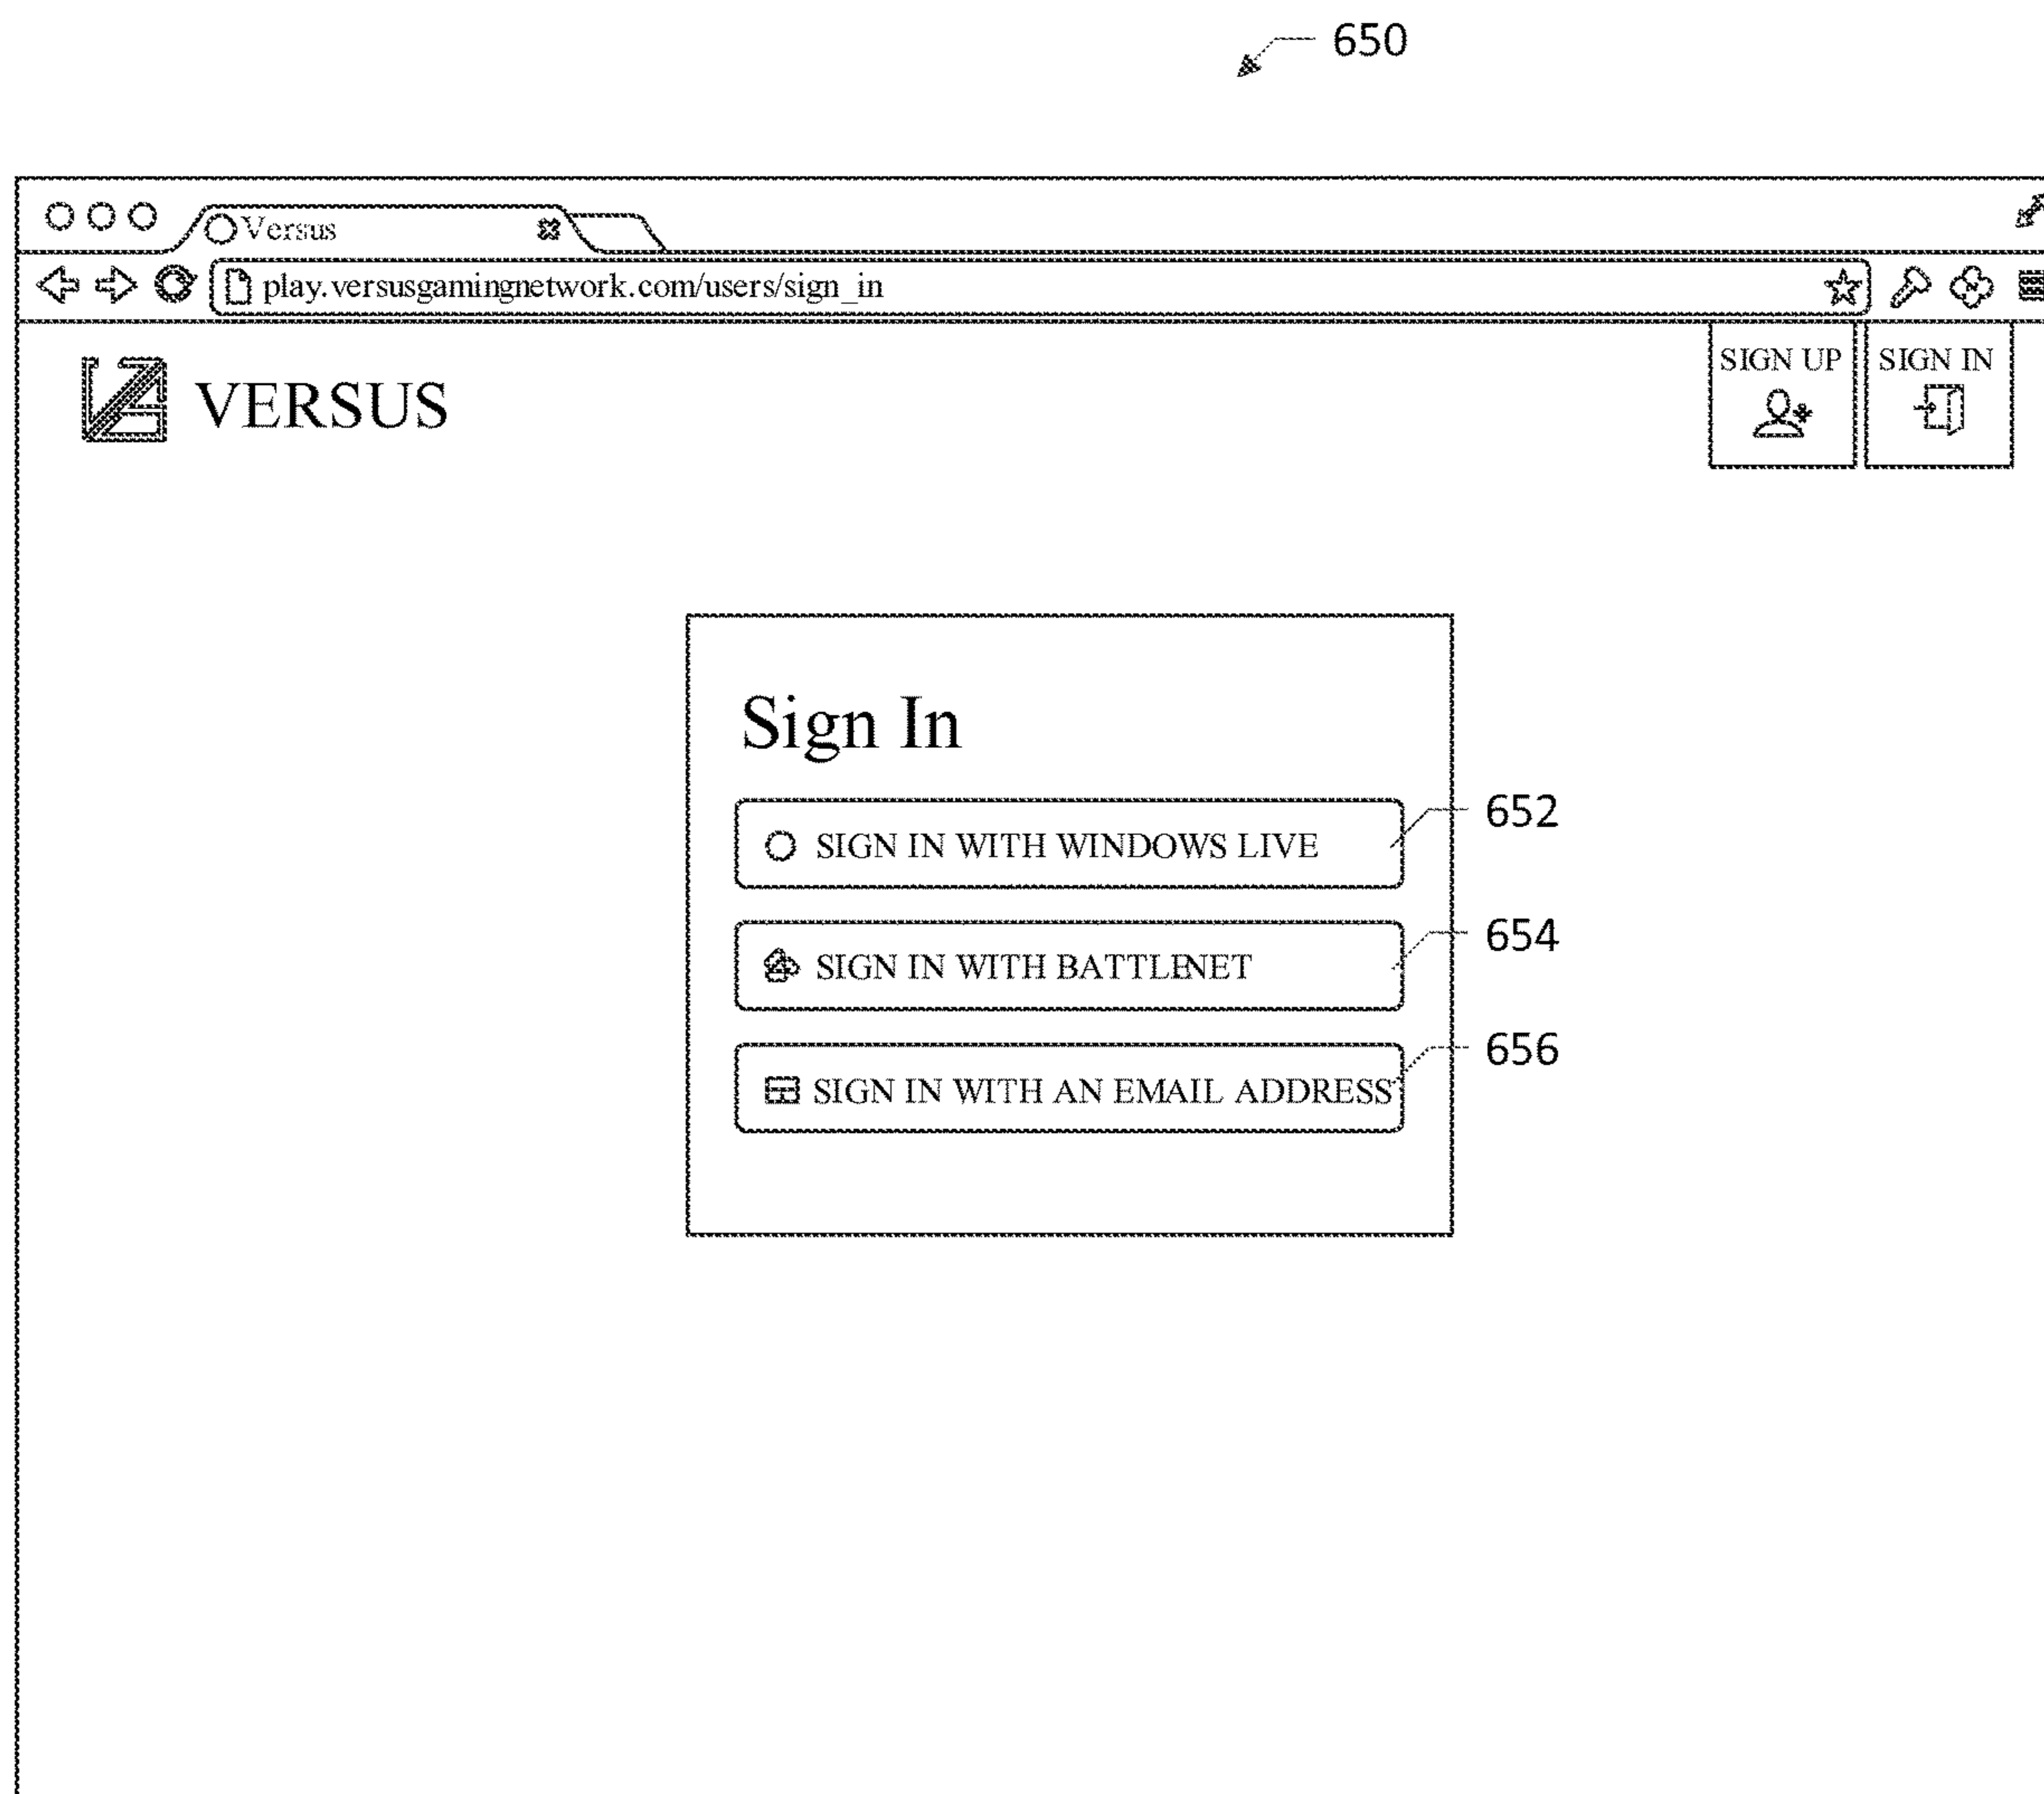 650
Versus
play.versusgamingnetwork.com/users/sign_in
SIGN UP SIGN IN
VERSUS
Sign In
652
SIGN IN WITH WINDOWS LIVE
654
SIGN IN WITH BATTLENET
656
SIGN IN WITH AN EMAIL ADDRESS